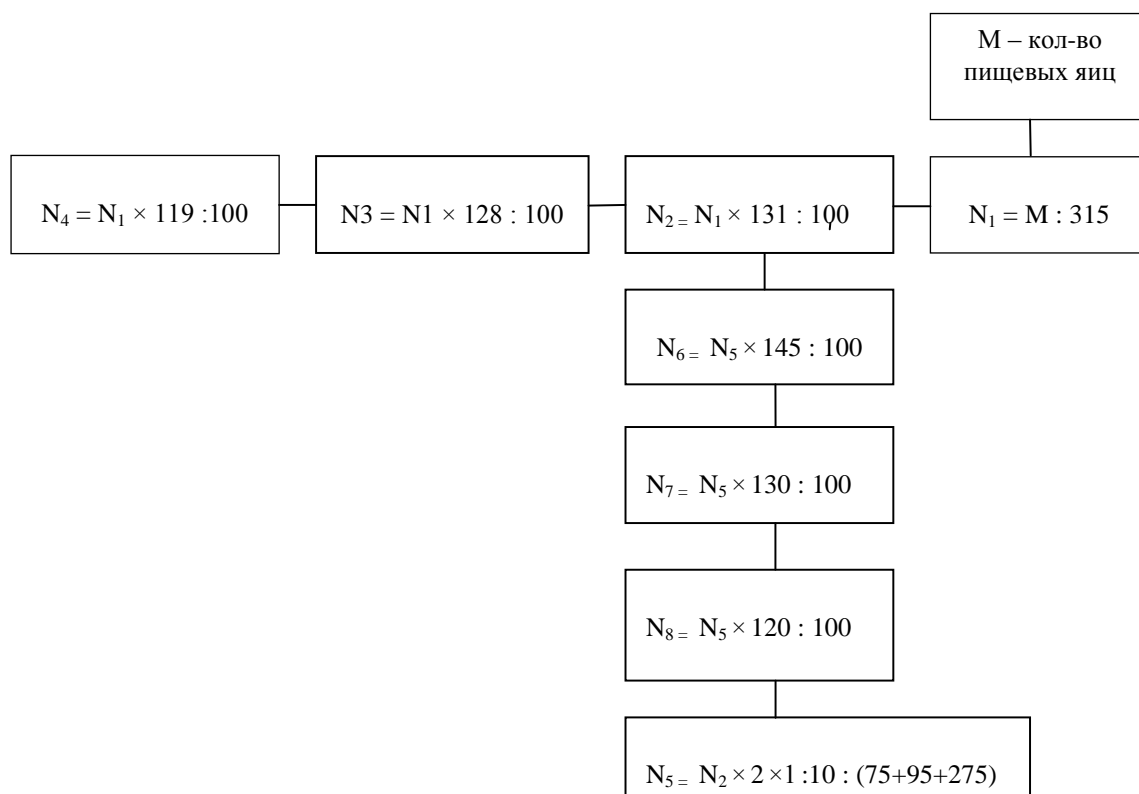 М – кол-во
пищевых яиц
N₄ = N₁ × 119 :100
N3 = N1 × 128 : 100
N₂ = N₁ × 131 : 100
N₁ = M : 315
N₆ = N₅ × 145 : 100
N₇ = N₅ × 130 : 100
N₈ = N₅ × 120 : 100
N₅ = N₂ × 2 ×1 :10 : (75+95+275)